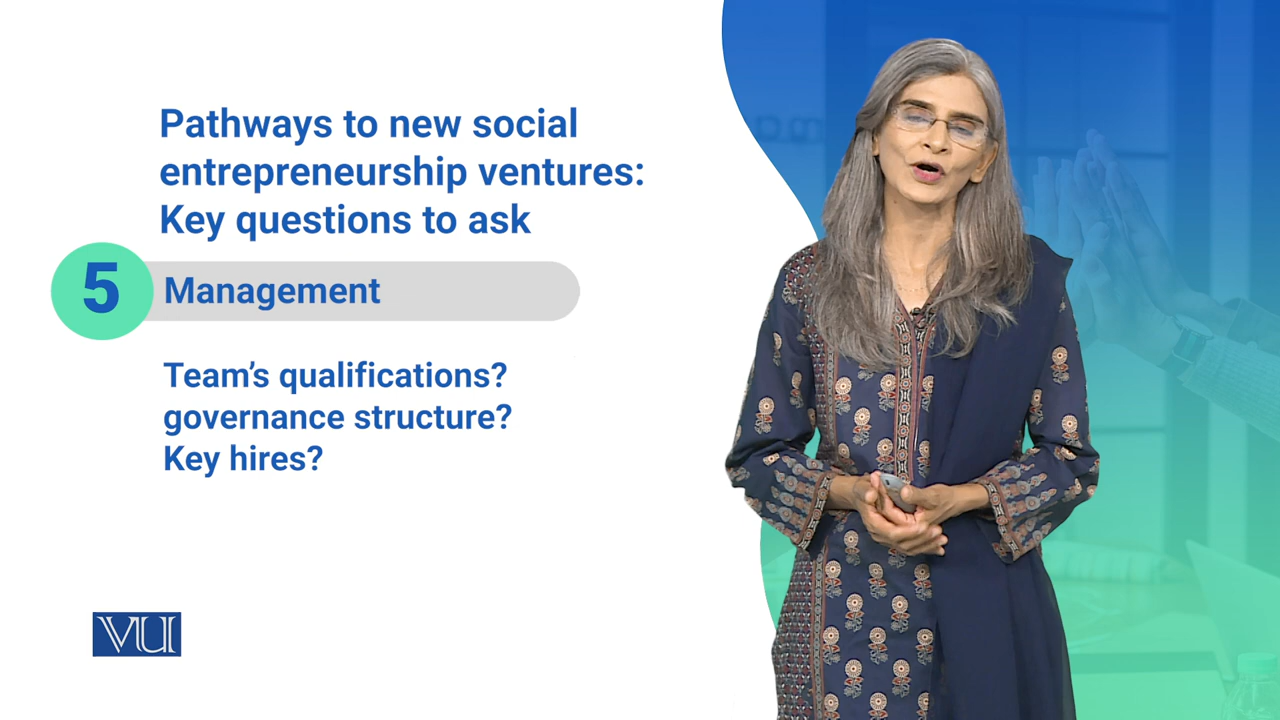 Pathways to new social
entrepreneurship ventures:
Key questions to ask
5
Management
Team's qualifications?
governance structure?
Key hires?
VU